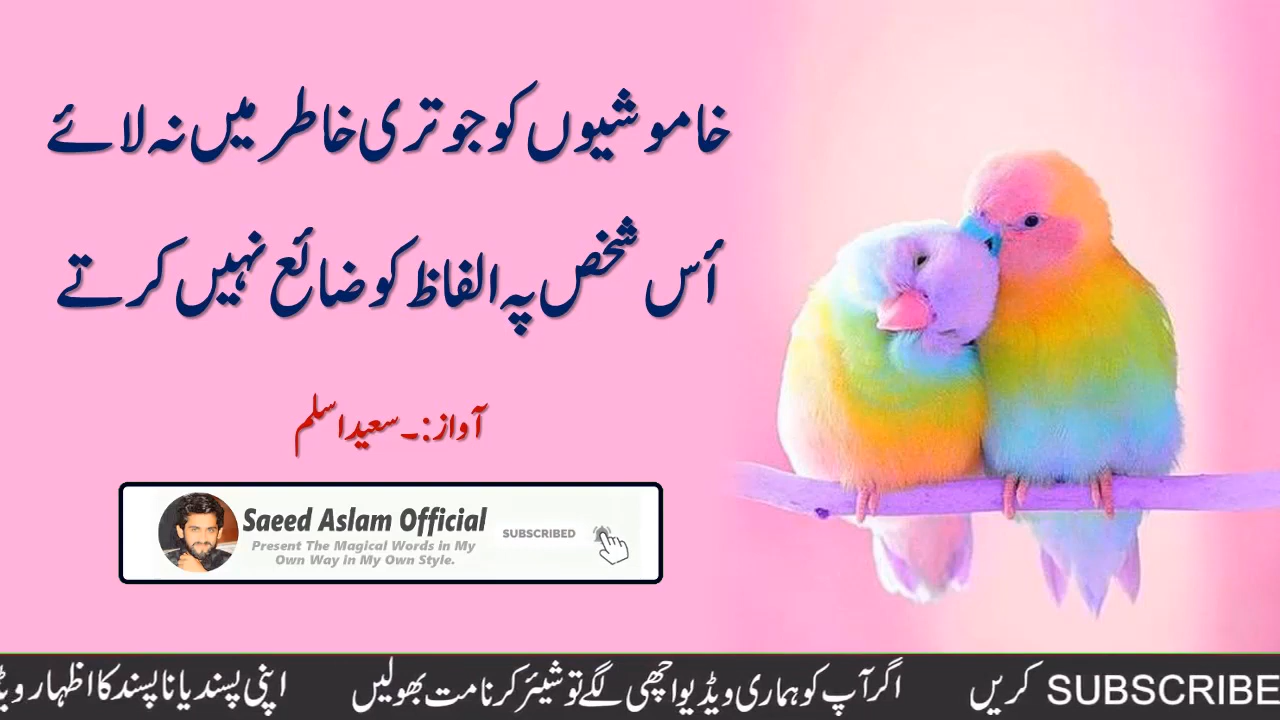 خاموشیوں کو جو تری خاطر میں نہ لائے
اُس شخص پہ الفاظ کو ضائع نہیں کرتے
آواز:۔ سعید اسلم
Saeed Aslam Official
Present The Magical Words in My
Own Way in My Own Style.
SUBSCRIBED
SUBSCRIBE کریں اگر آپ کو ہماری ویڈیو اچھی لگے تو شیئر کرنا مت بھولیں اپنی پسند یا نا پسند کا اظہار